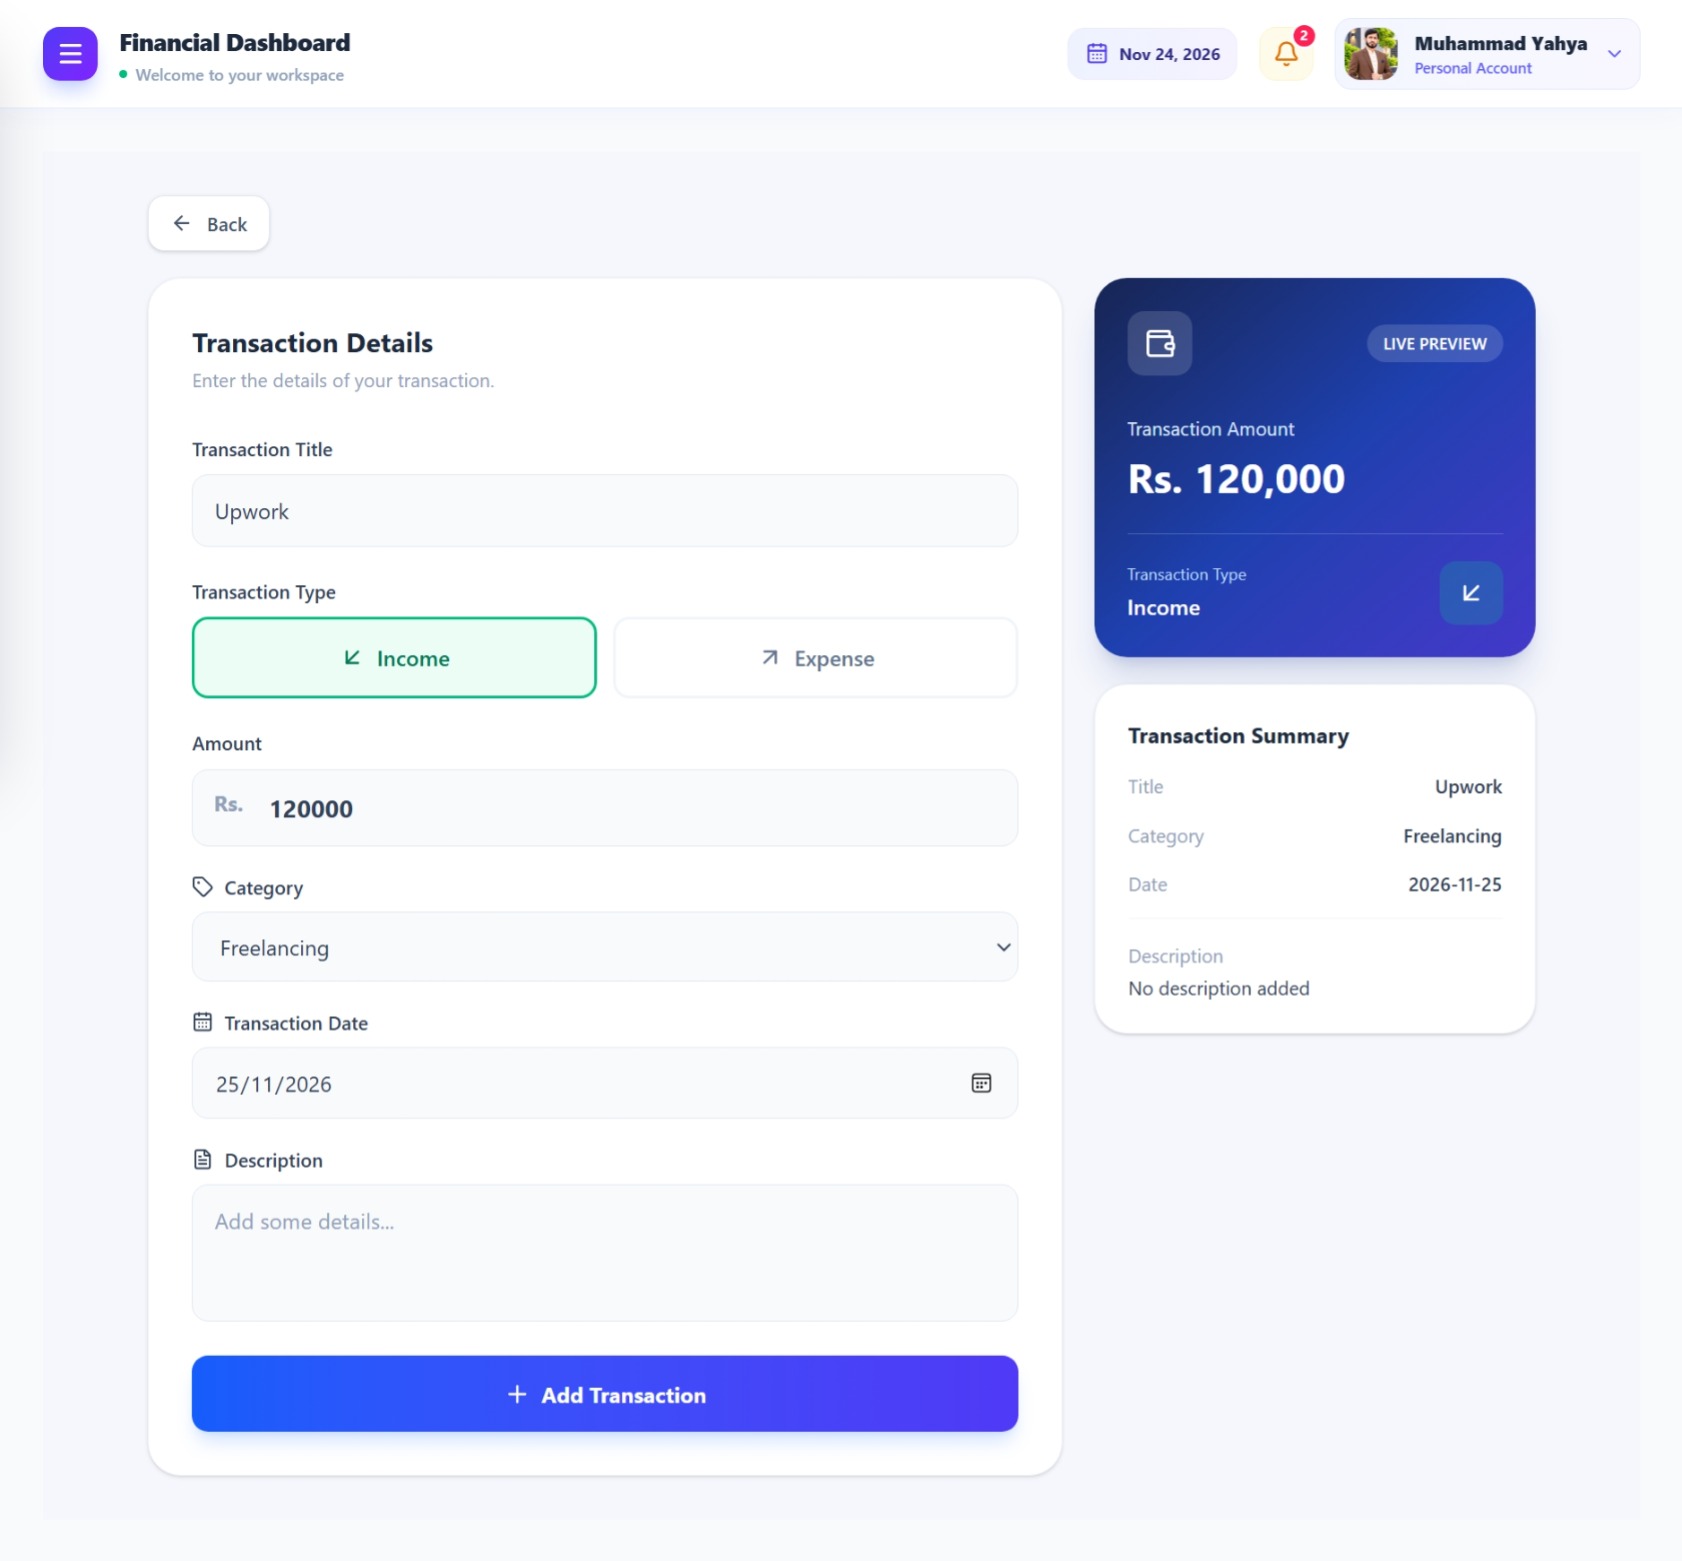 Financial Dashboard
Welcome to your workspace
Nov 24, 2026
2
Muhammad Yahya
Personal Account
Back
Transaction Details
Enter the details of your transaction.
Transaction Title
Upwork
Transaction Type
Income
Expense
Amount
Rs. 120000
Category
Freelancing
Transaction Date
25/11/2026
Description
Add some details...
Add Transaction
LIVE PREVIEW
Transaction Amount
Rs. 120,000
Transaction Type
Income
Transaction Summary
Title Upwork
Category Freelancing
Date 2026-11-25
Description
No description added